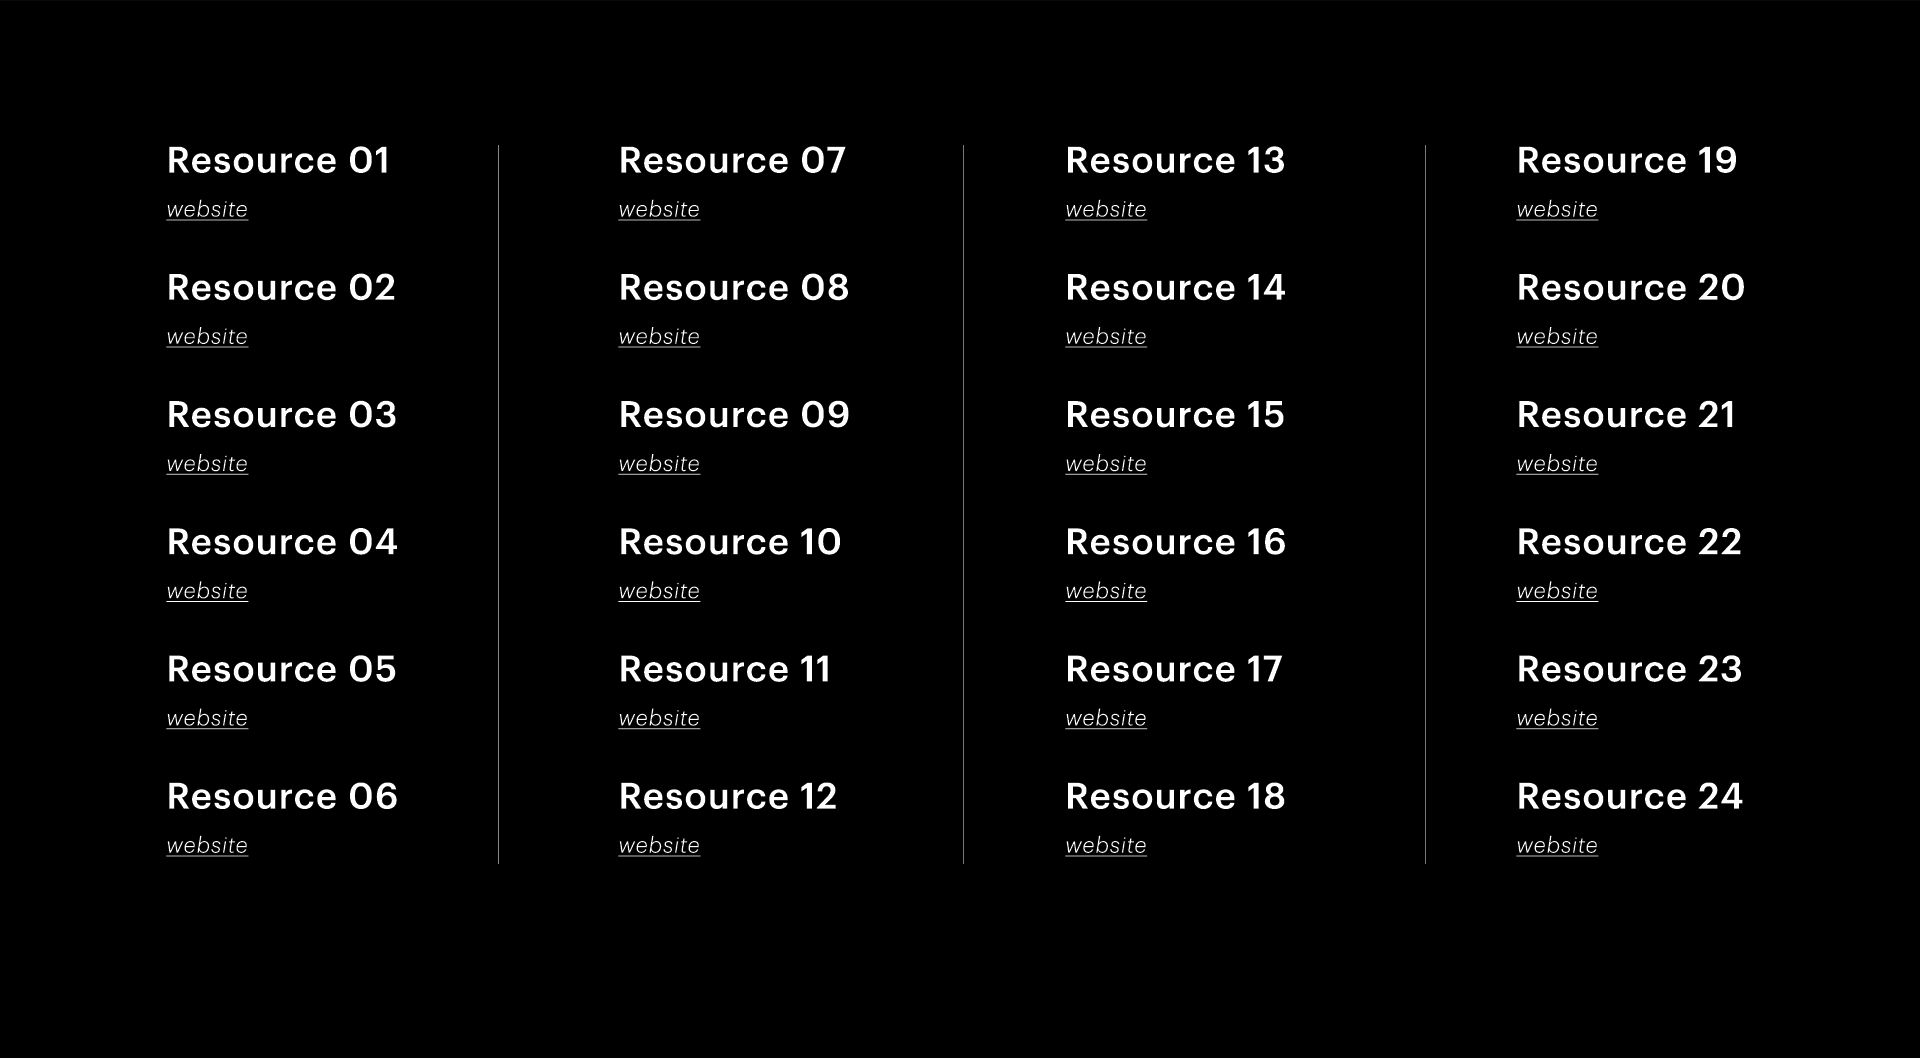 Resource 01
website
Resource 02
website
Resource 03
website
Resource 04
website
Resource 05
website
Resource 06
website
Resource 07
website
Resource 08
website
Resource 09
website
Resource 10
website
Resource 11
website
Resource 12
website
Resource 13
website
Resource 14
website
Resource 15
website
Resource 16
website
Resource 17
website
Resource 18
website
Resource 19
website
Resource 20
website
Resource 21
website
Resource 22
website
Resource 23
website
Resource 24
website